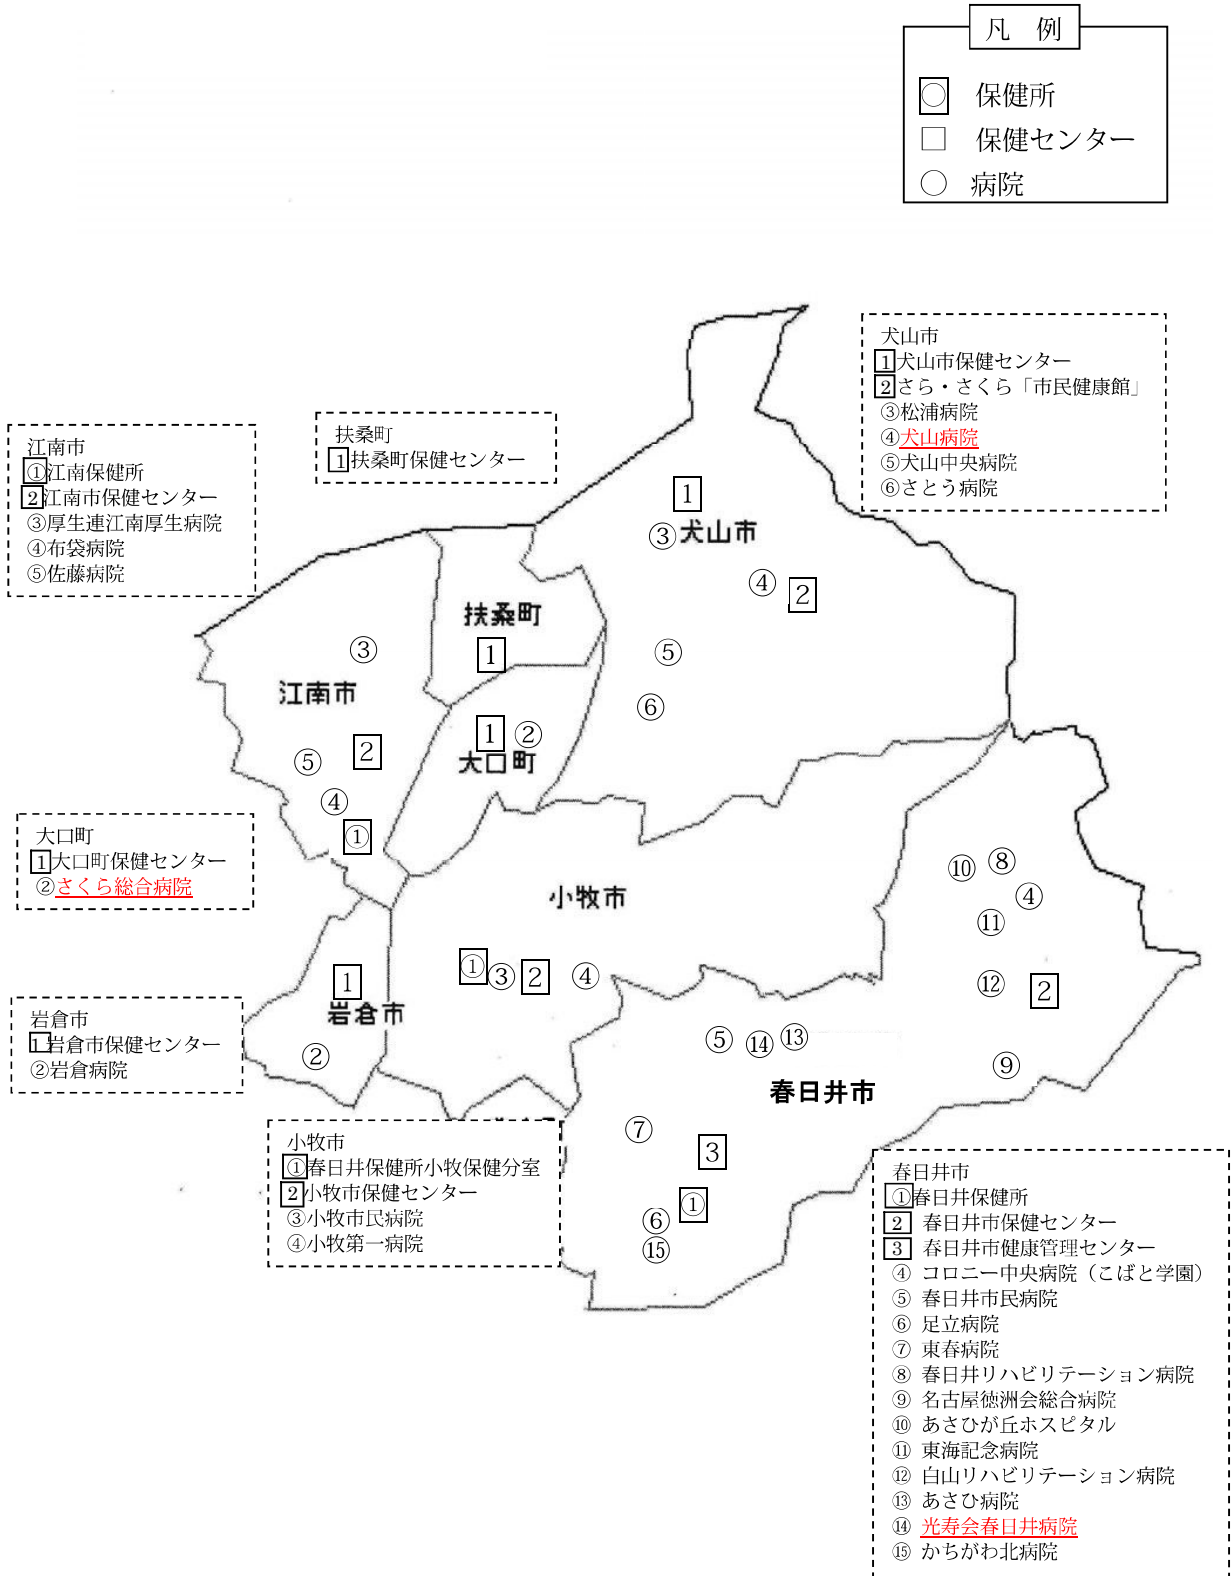 凡　例
○ 保健所
□ 保健センター
○ 病院
犬山市
1犬山市保健センター
2さら・さくら「市民健康館」
③松浦病院
④犬山病院
⑤犬山中央病院
⑥さとう病院
扶桑町
1扶桑町保健センター
江南市
①江南保健所
2江南市保健センター
③厚生連江南厚生病院
④布袋病院
⑤佐藤病院
1
③犬山市
④ 2
扶桑町
1
③
⑤
江南市
⑥
1 ②
大口町
2
⑤
④
①
大口町
1大口町保健センター
②さくら総合病院
小牧市
⑩ ⑧
④
⑪
① ③ 2 ④
1
岩倉市
②
⑫ 2
岩倉市
1岩倉市保健センター
②岩倉病院
⑤ ⑭ ⑬
⑨
春日井市
⑦
3
①
⑥
⑮
小牧市
①春日井保健所小牧保健分室
2小牧市保健センター
③小牧市民病院
④小牧第一病院
春日井市
①春日井保健所
2 春日井市保健センター
3 春日井市健康管理センター
④ コロニー中央病院（こばと学園）
⑤ 春日井市民病院
⑥ 足立病院
⑦ 東春病院
⑧ 春日井リハビリテーション病院
⑨ 名古屋徳洲会総合病院
⑩ あさひが丘ホスピタル
⑪ 東海記念病院
⑫ 白山リハビリテーション病院
⑬ あさひ病院
⑭ 光寿会春日井病院
⑮ かちがわ北病院